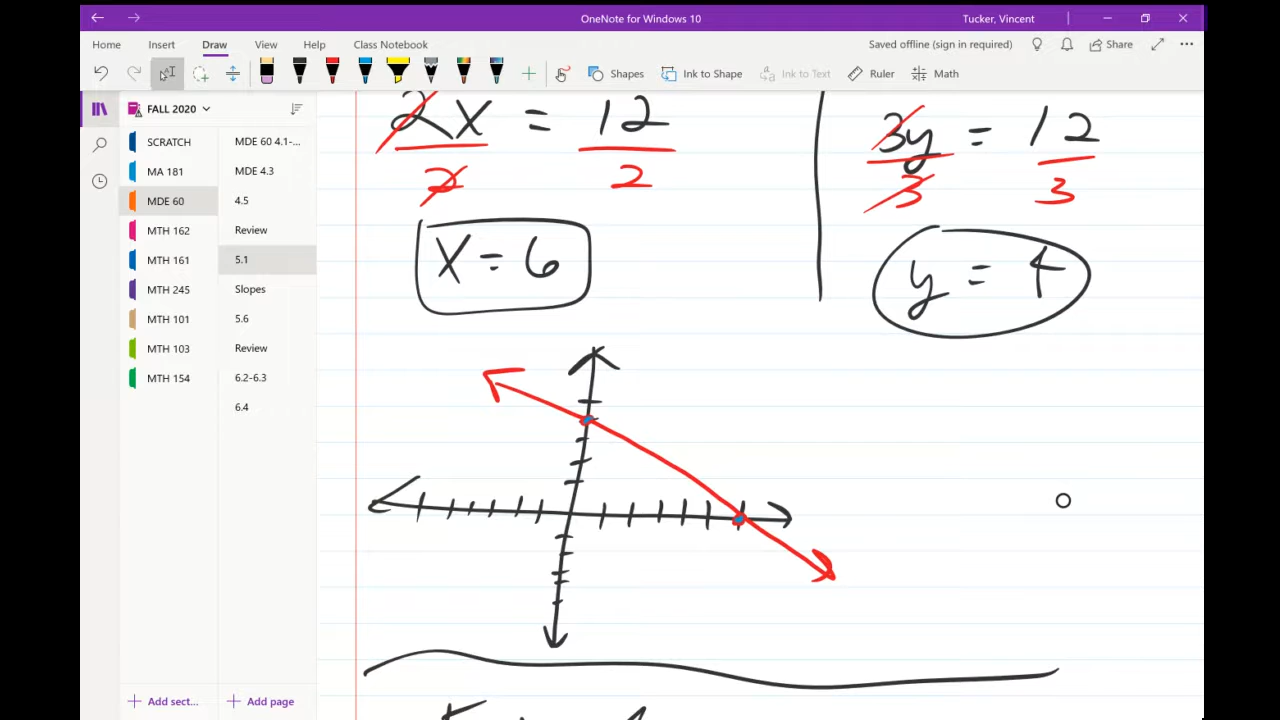 OneNote for Windows 10
Tucker, Vincent
Home Insert Draw View Help Class Notebook
Saved offline (sign in required)
Share
Shapes
Ink to Shape
Ink to Text
Ruler
Math
FALL 2020
SCRATCH
MA 181
MDE 60
MTH 162
MTH 161
MTH 245
MTH 101
MTH 103
MTH 154
MDE 60 4.1-...
MDE 4.3
4.5
Review
5.1
Slopes
5.6
Review
6.2-6.3
6.4
Add sect...
Add page
2x = 12
2 2
x = 6
3y = 12
3 3
y = 4